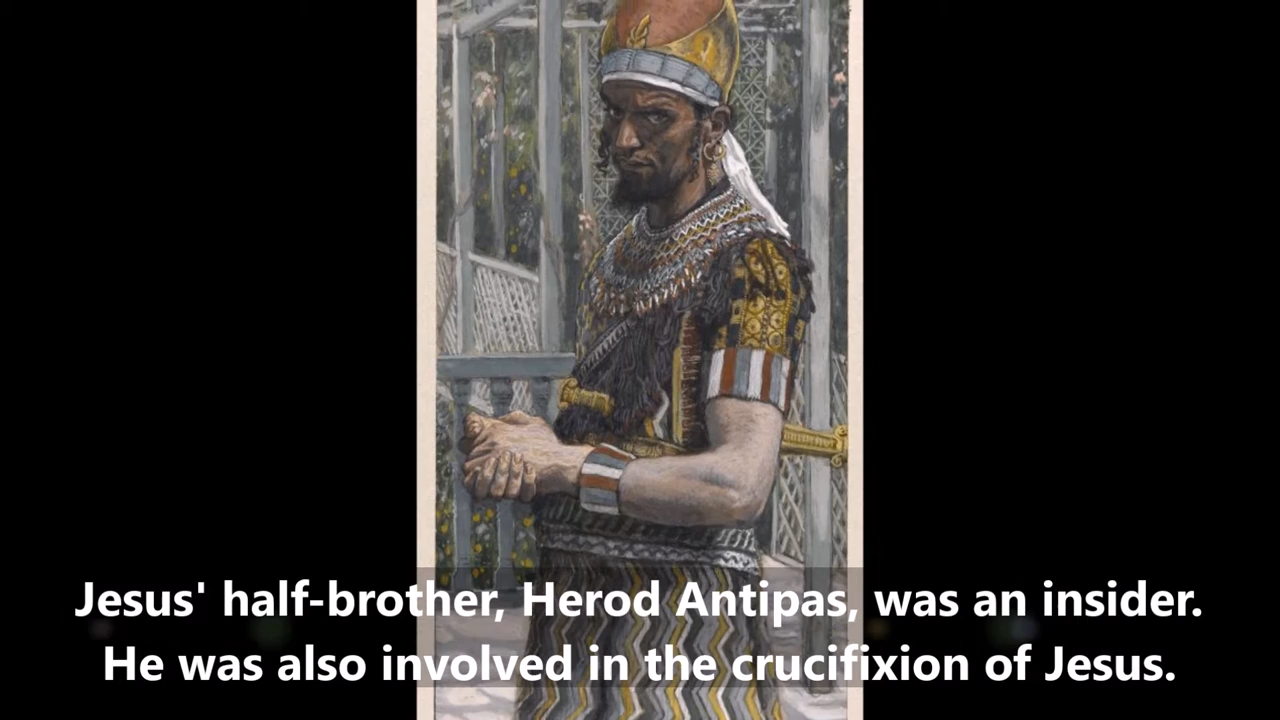 Jesus' half-brother, Herod Antipas, was an insider.
He was also involved in the crucifixion of Jesus.